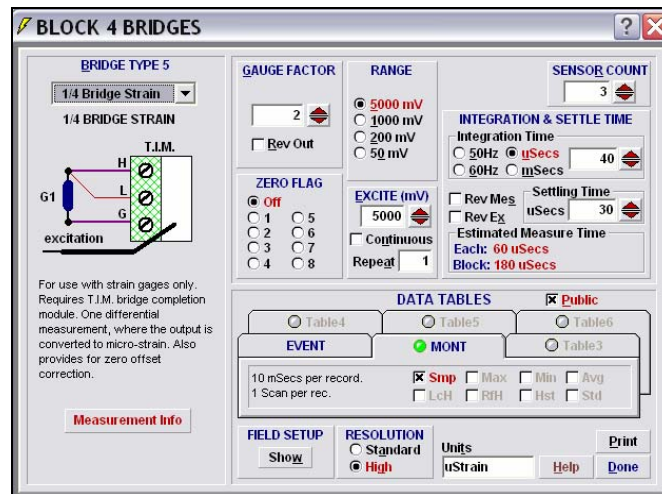 BLOCK 4 BRIDGES
BRIDGE TYPE 5
1/4 Bridge Strain
1/4 BRIDGE STRAIN
T.I.M.
H
G1
L
G
excitation
For use with strain gages only.
Requires T.I.M. bridge completion
module. One differential
measurement, where the output is
converted to micro-strain. Also
provides for zero offset
correction.
Measurement Info
GAUGE FACTOR
2
Rev Out
ZERO FLAG
Off
1 5
2 6
3 7
4 8
RANGE
5000 mV
1000 mV
200 mV
50 mV
EXCITE (mV)
5000
Continuous
Repeat 1
SENSOR COUNT
3
INTEGRATION & SETTLE TIME
Integration Time
50Hz uSecs
60Hz mSecs
40
Rev Mes
Rev Ex
Settling Time
uSecs 30
Estimated Measure Time
Each: 60 uSecs
Block: 180 uSecs
DATA TABLES
Public
Table4 Table5 Table6
EVENT MONT Table3
10 mSecs per record.
1 Scan per rec.
Smp Max Min Avg
LcH RfH Hst Std
FIELD SETUP
Show
RESOLUTION
Standard
High
Units
uStrain
Print
Help
Done